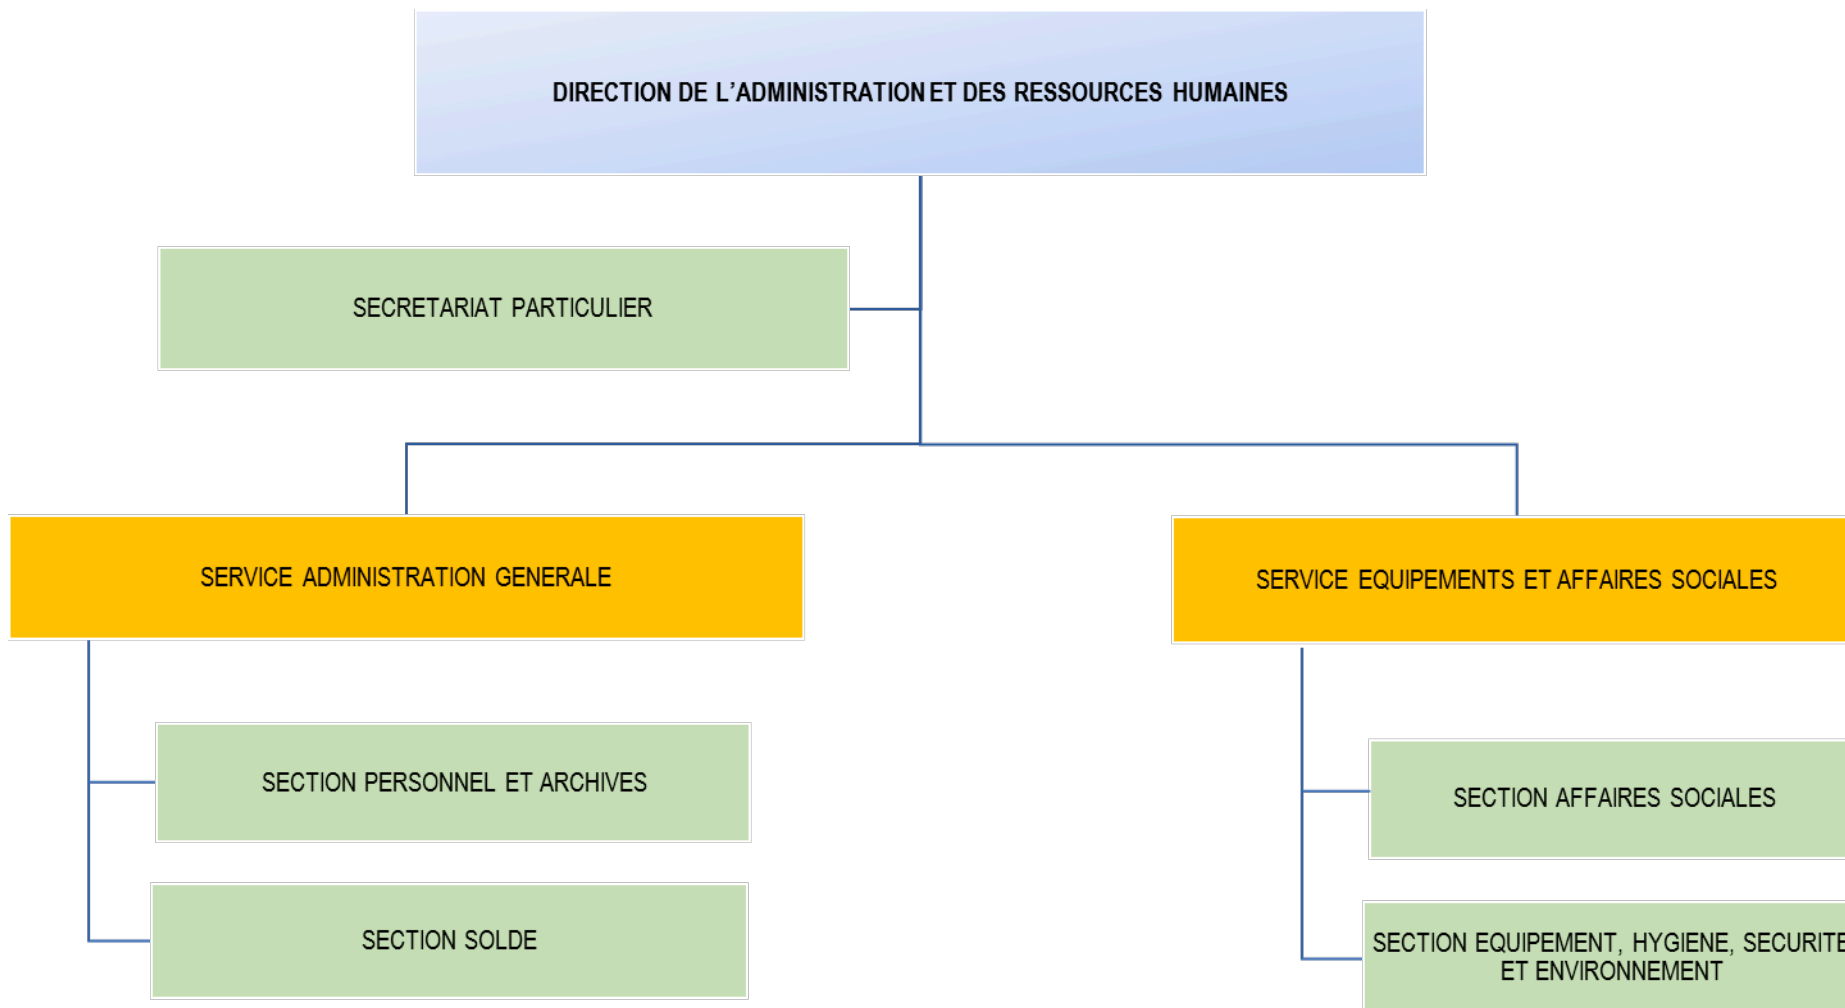 DIRECTION DE L’ADMINISTRATION ET DES RESSOURCES HUMAINES
SECRETARIAT PARTICULIER
SERVICE ADMINISTRATION GENERALE
SERVICE EQUIPEMENTS ET AFFAIRES SOCIALES
SECTION PERSONNEL ET ARCHIVES
SECTION AFFAIRES SOCIALES
SECTION SOLDE
SECTION EQUIPEMENT, HYGIENE, SECURITE
ET ENVIRONNEMENT